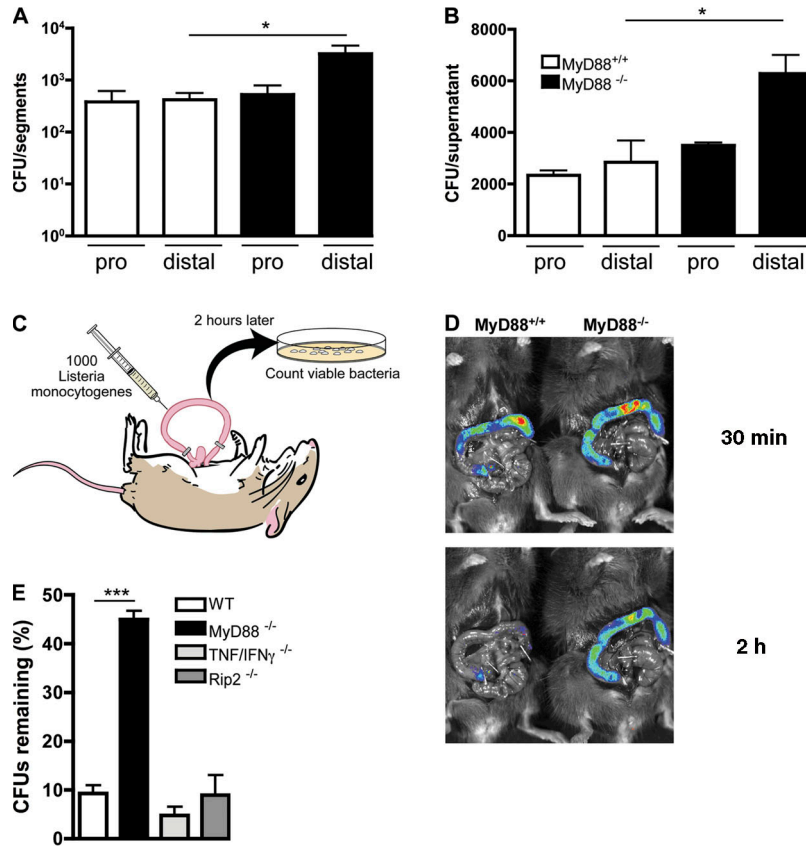 A
CFU/segments
10⁴
10³
10²
10¹
10⁰
*
pro
distal
pro
distal
B
CFU/supernatant
8000
6000
4000
2000
0
*
MyD88⁺/⁺
MyD88 ⁻/⁻
pro
distal
pro
distal
C
1000
Listeria
monocytogenes
2 hours later
Count viable bacteria
D
MyD88⁺/⁺
MyD88⁻/⁻
30 min
2 h
E
CFUs remaining (%)
50
40
30
20
10
0
***
WT
MyD88 ⁻/⁻
TNF/IFNγ ⁻/⁻
Rip2 ⁻/⁻